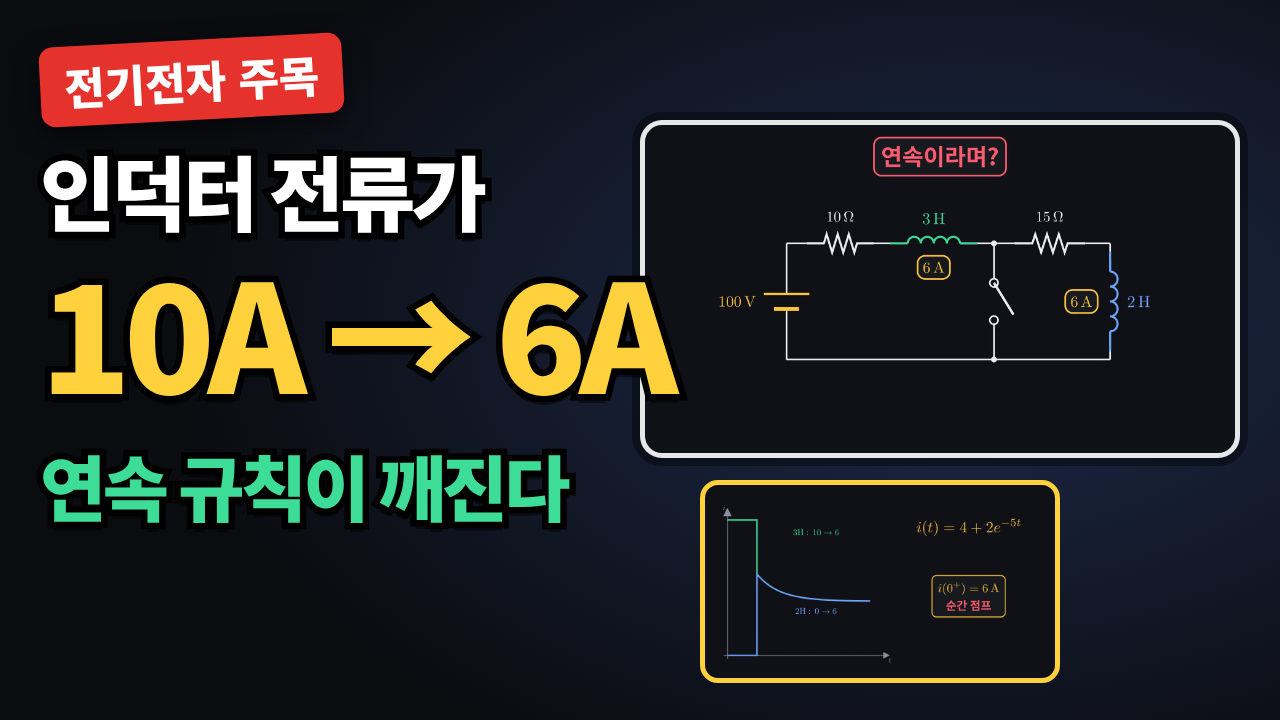 전기전자 주목
인덕터 전류가
10A → 6A
연속 규칙이 깨진다
연속이라며?
10 Ω
3 H
15 Ω
6 A
100 V
6 A
2 H
i
3H : 10 → 6
i(t) = 4 + 2e^{-5t}
i(0⁺) = 6 A
순간 점프
2H : 0 → 6
t